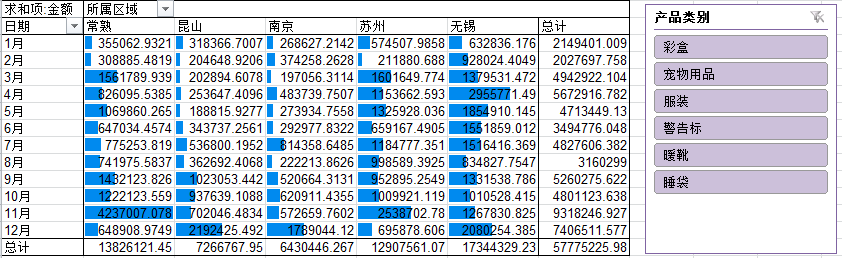 求和项:金额 所属区域
日期 常熟 昆山 南京 苏州 无锡 总计
1月 355062.9321 318366.7007 268627.2142 574507.9858 632836.176 2149401.009
2月 308885.4819 204648.9206 374258.2628 211880.688 928024.4049 2027697.758
3月 1561789.939 202894.6078 197056.3114 1601649.774 1379531.472 4942922.104
4月 826095.5385 253647.4096 483739.7507 1153662.593 2955771.49 5672916.782
5月 1069860.265 188815.9277 273934.7558 1325928.036 1854910.145 4713449.13
6月 647034.4574 343737.2561 292977.8322 659167.4905 1551859.012 3494776.048
7月 775253.819 536800.1952 814358.6485 1184777.351 1516416.369 4827606.382
8月 741975.5837 362692.4068 222213.8626 998589.3925 834827.7547 3160299
9月 1432123.826 1023053.442 520664.3131 952895.2549 1331538.786 5260275.622
10月 1222123.559 937639.1088 620911.4355 1009921.119 1010528.415 4801123.638
11月 4237007.078 702046.4834 572659.7602 2538702.78 1267830.825 9318246.927
12月 648908.9749 2192425.492 1789044.12 695878.606 2080254.385 7406511.577
总计 13826121.45 7266767.95 6430446.267 12907561.07 17344329.23 57775225.98
产品类别
彩盒
宠物用品
服装
警告标
暖靴
睡袋